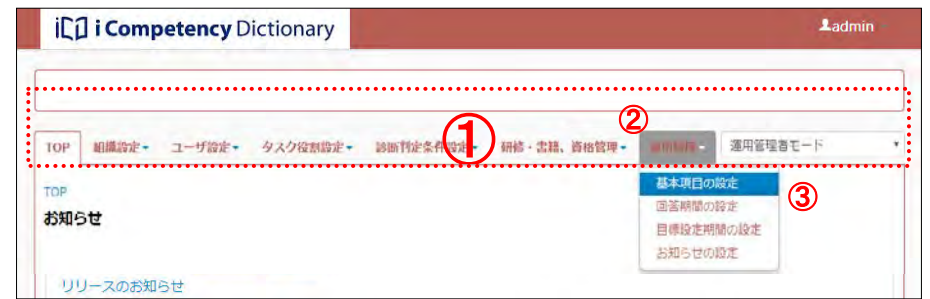 iCD i Competency Dictionary
admin
②
①
TOP 組織設定 ユーザ設定 タスク役割設定 診断判定条件設定 研修・書籍、資格管理 運用管理者モード
TOP
基本項目の設定
③
お知らせ
回答期間の設定
目標設定期間の設定
お知らせの設定
リリースのお知らせ